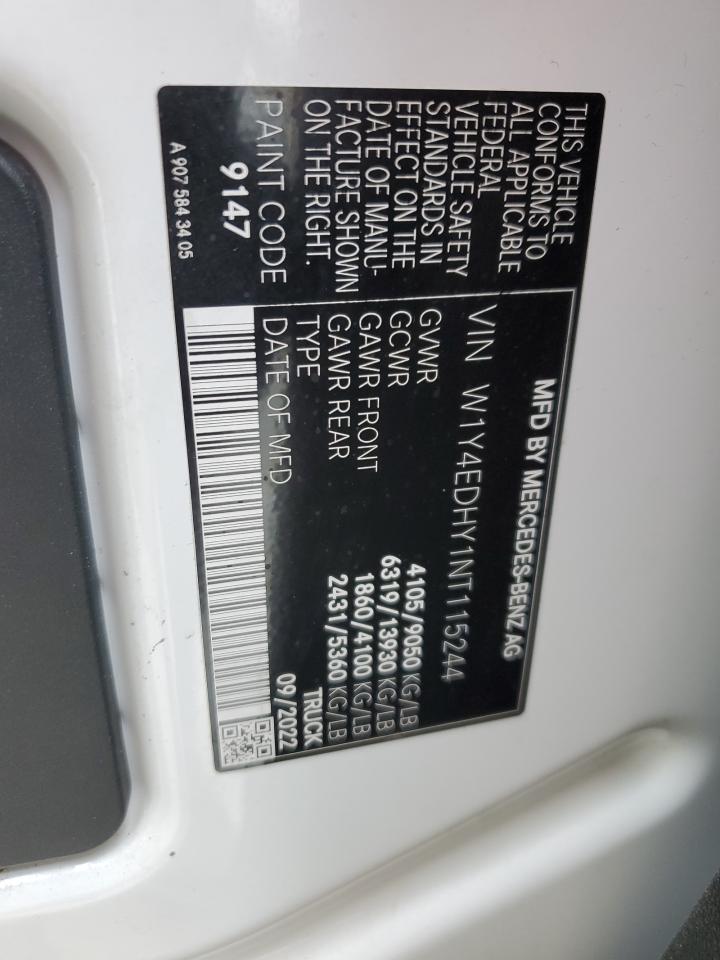 THIS VEHICLE
CONFORMS TO
ALL APPLICABLE
FEDERAL
VEHICLE SAFETY
STANDARDS IN
EFFECT ON THE
DATE OF MANU-
FACTURE SHOWN
ON THE RIGHT.
PAINT CODE
9147
A 907 584 34 05
MFD BY MERCEDES-BENZ AG
VIN W1Y4EDHY1NT115244
GVWR 4105/9050 KG/LB
GCWR 6319/13930 KG/LB
GAWR FRONT 1860/4100 KG/LB
GAWR REAR 2431/5360 KG/LB
TYPE TRUCK
DATE OF MFD 09/2022